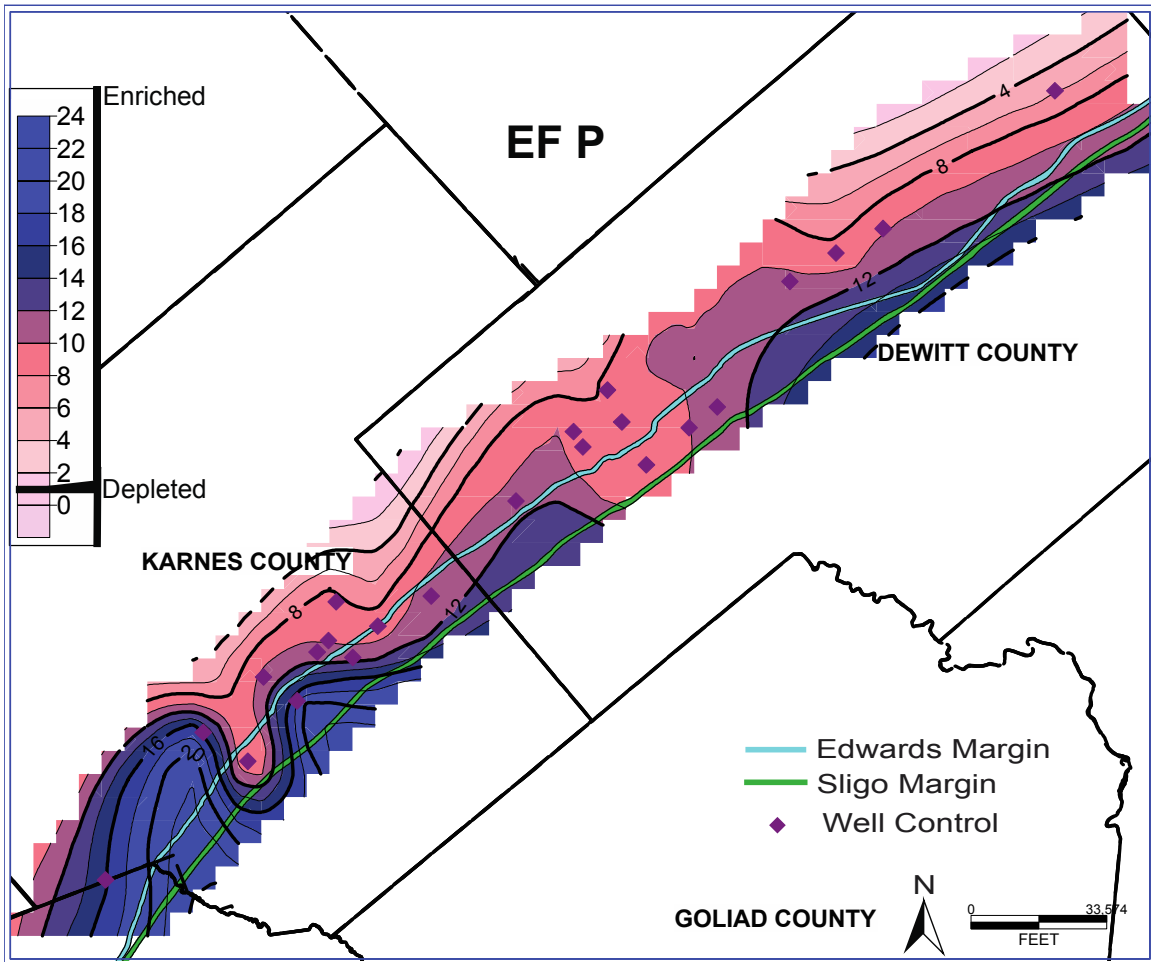 Enriched
24
22
20
18
16
14
12
10
8
6
4
2
0
Depleted
EF P
4
8
12
DEWITT COUNTY
KARNES COUNTY
8
12
16
20
Edwards Margin
Sligo Margin
Well Control
GOLIAD COUNTY
N
0 33,574
FEET